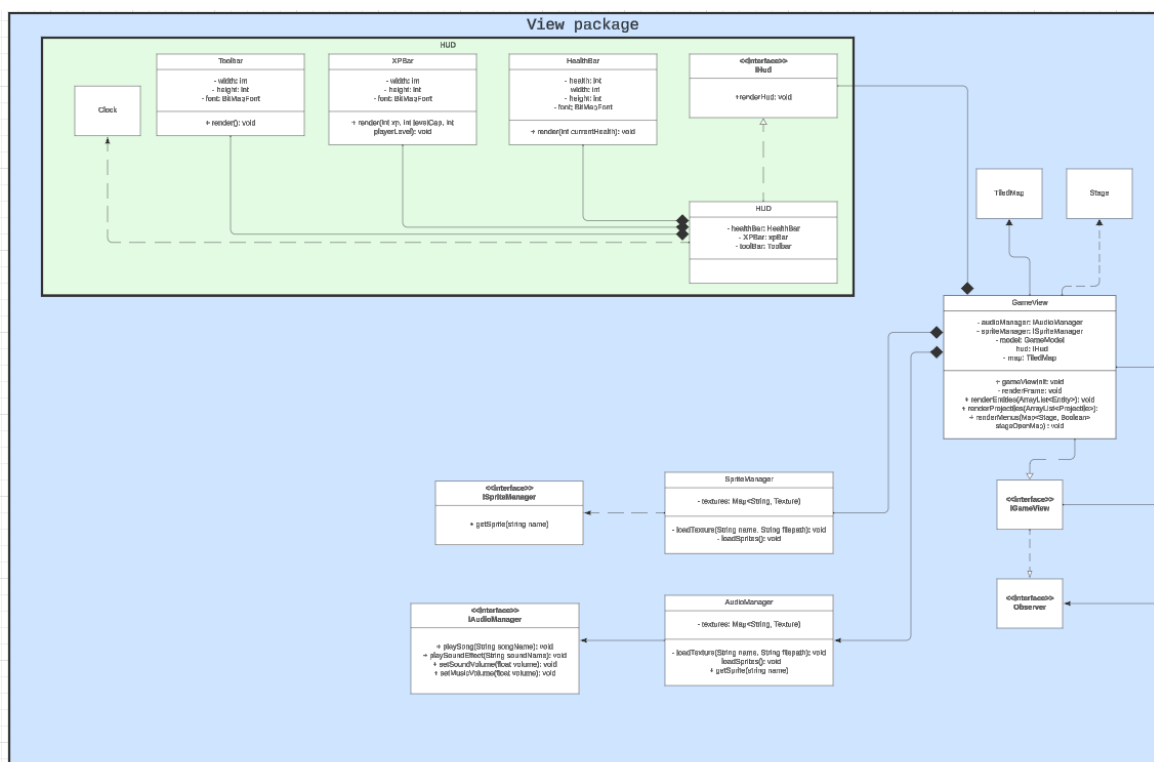 View package
HUD
Toolbar
- width: im
- height: int
- font: BitMapFont
+ render(): void
XPBar
- width: im
- height: int
- font: BitMapFont
+ render(int xp, int levelCap, int
playerLevel): void
HealthBar
- health: int
width: im
- height: int
- font: BitMapFont
+ render(int currentHealth): void
<<interface>>
IHud
+renderHud: void
Clock
HUD
- healthBar: HealthBar
- XPBar: xpBar
- toolBar: Toolbar
TiledMap
Stage
GameView
- audioManager: IAudioManager
- spriteManager: ISpriteManager
- model: GameModel
hud: IHud
- map: TiledMap
+ gameViewInit: void
- renderFrame: void
+ renderEntities(ArrayList<Entity>): void
+ renderProjectiles(ArrayList<Projectile>):
+ renderMenus(Map<Stage, Boolean>
stageOpenMap): void
<<interface>>
IGameView
<<interface>>
Observer
<<interface>>
ISpriteManager
+ getSprite(string name)
SpriteManager
- textures: Map<String, Texture>
- loadTexture(String name, String filepath): void
- loadSprites(): void
<<interface>>
IAudioManager
+ playSong(String songName): void
+ playSoundEffect(String soundName): void
+ setSoundVolume(float volume): void
+ setMusicVolume(float volume): void
AudioManager
- textures: Map<String, Texture>
- loadTexture(String name, String filepath): void
loadSprites(): void
+ getSprite(string name)